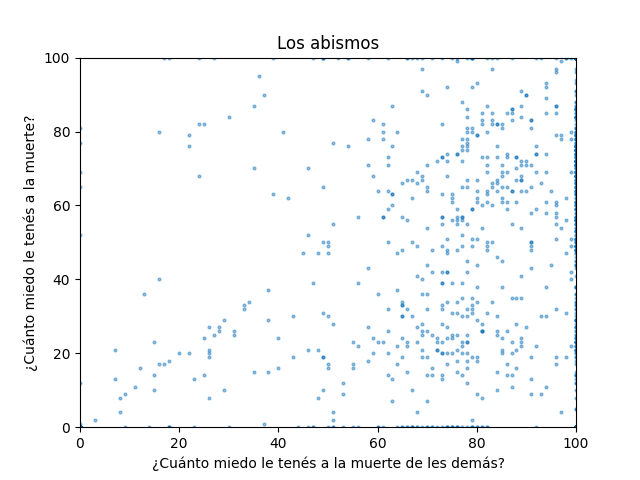 Los abismos
100
80
60
40
20
0
¿Cuánto miedo le tenés a la muerte?
0 20 40 60 80 100
¿Cuánto miedo le tenés a la muerte de les demás?